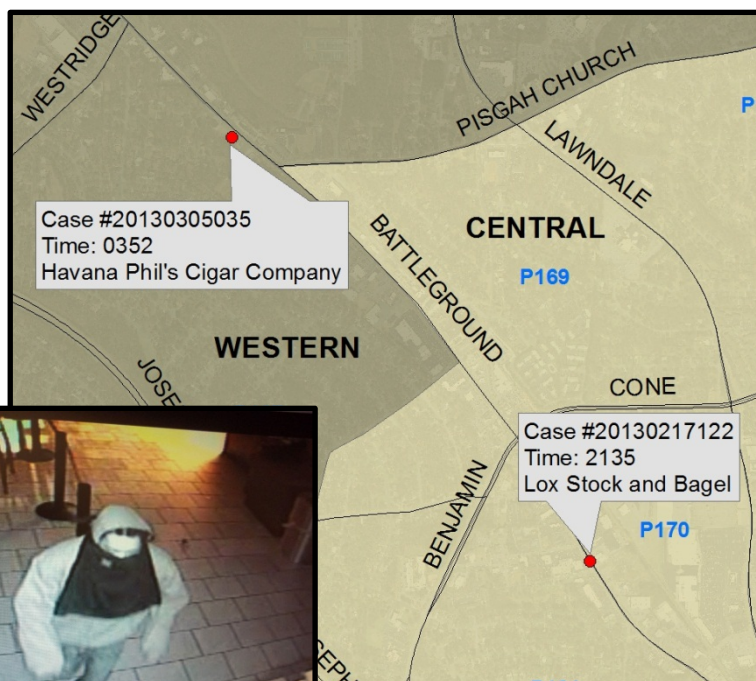 WESTRIDGE
PISGAH CHURCH
LAWNDALE
Case #20130305035
Time: 0352
Havana Phil's Cigar Company
BATTLEGROUND
CENTRAL
P169
WESTERN
CONE
Case #20130217122
Time: 2135
Lox Stock and Bagel
BENJAMIN
P170